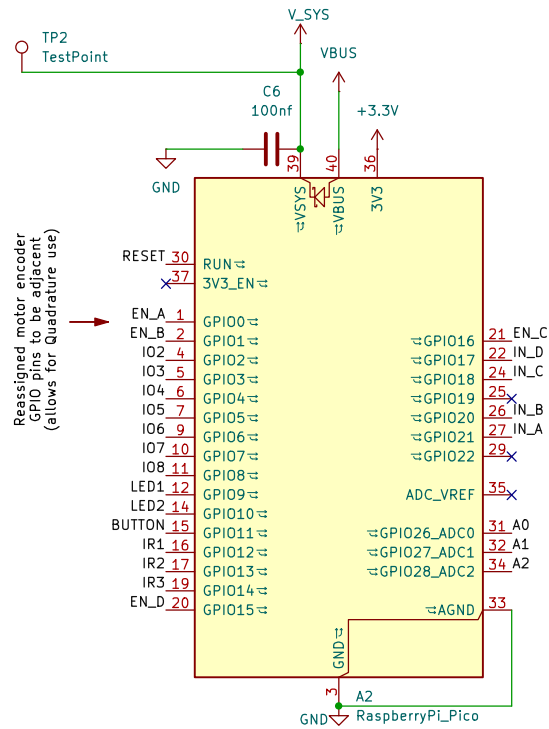 V_SYS
TP2
TestPoint
VBUS
C6
100nf
+3.3V
GND
39
40
36
VSYS
VBUS
3V3
Reassigned motor encoder
GPIO pins to be adjacent
(allows for Quadrature use)
RESET 30 RUN
37 3V3_EN
EN_A 1 GPIO0
EN_B 2 GPIO1
IO2 4 GPIO2
IO3 5 GPIO3
IO4 6 GPIO4
IO5 7 GPIO5
IO6 9 GPIO6
IO7 10 GPIO7
IO8 11 GPIO8
LED1 12 GPIO9
LED2 14 GPIO10
BUTTON 15 GPIO11
IR1 16 GPIO12
IR2 17 GPIO13
IR3 19 GPIO14
EN_D 20 GPIO15
GPIO16 21 EN_C
GPIO17 22 IN_D
GPIO18 24 IN_C
GPIO19 25
GPIO20 26 IN_B
GPIO21 27 IN_A
GPIO22 29
ADC_VREF 35
GPIO26_ADC0 31 A0
GPIO27_ADC1 32 A1
GPIO28_ADC2 34 A2
AGND 33
GND
3
A2
RaspberryPi_Pico
GND